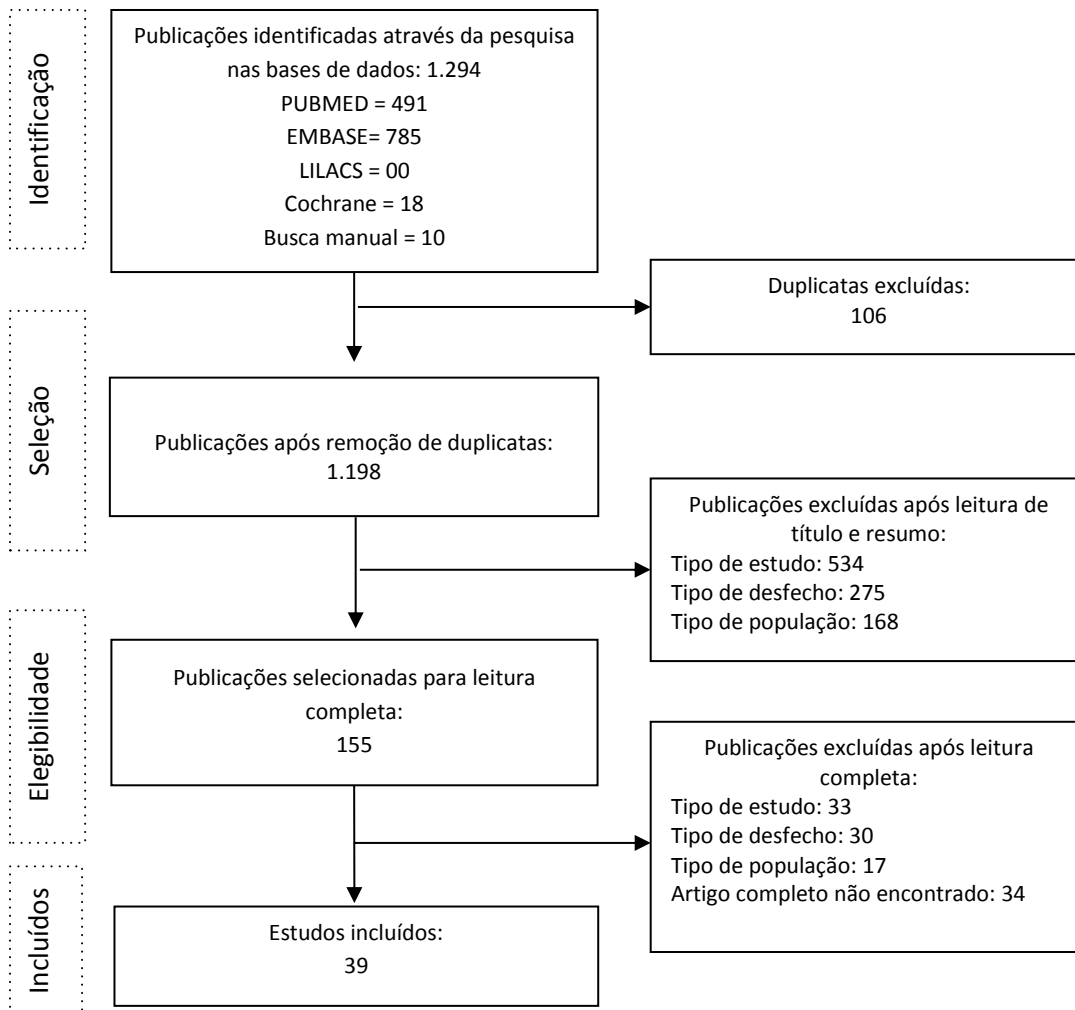 Identificação
Publicações identificadas através da pesquisa
nas bases de dados: 1.294
PUBMED = 491
EMBASE= 785
LILACS = 00
Cochrane = 18
Busca manual = 10
Duplicatas excluídas:
106
Seleção
Publicações após remoção de duplicatas:
1.198
Publicações excluídas após leitura de
título e resumo:
Tipo de estudo: 534
Tipo de desfecho: 275
Tipo de população: 168
Elegibilidade
Publicações selecionadas para leitura
completa:
155
Publicações excluídas após leitura
completa:
Tipo de estudo: 33
Tipo de desfecho: 30
Tipo de população: 17
Artigo completo não encontrado: 34
Incluídos
Estudos incluídos:
39